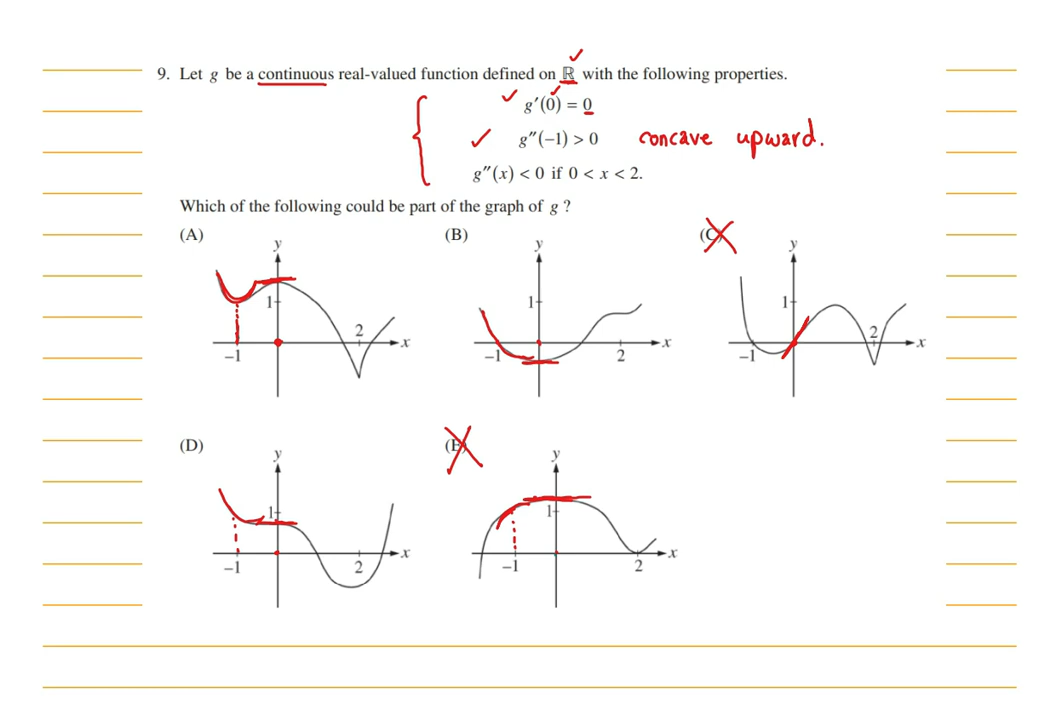 9. Let g be a continuous real-valued function defined on ℝ with the following properties.
g′(0) = 0
g″(−1) > 0 concave upward.
g″(x) < 0 if 0 < x < 2.
Which of the following could be part of the graph of g ?
(A) (B) (C)
y y y
1 1 1
−1 2 x −1 2 x −1 2 x
(D) (E)
y y
1 1
−1 2 x −1 2 x